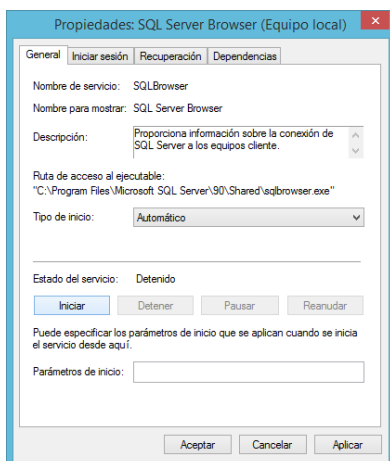 Propiedades: SQL Server Browser (Equipo local)
General Iniciar sesión Recuperación Dependencias
Nombre de servicio: SQLBrowser
Nombre para mostrar: SQL Server Browser
Descripción: Proporciona información sobre la conexión de
SQL Server a los equipos cliente.
Ruta de acceso al ejecutable:
"C:\Program Files\Microsoft SQL Server\90\Shared\sqlbrowser.exe"
Tipo de inicio: Automático
Estado del servicio: Detenido
Iniciar Detener Pausar Reanudar
Puede especificar los parámetros de inicio que se aplican cuando se inicia
el servicio desde aquí.
Parámetros de inicio:
Aceptar Cancelar Aplicar